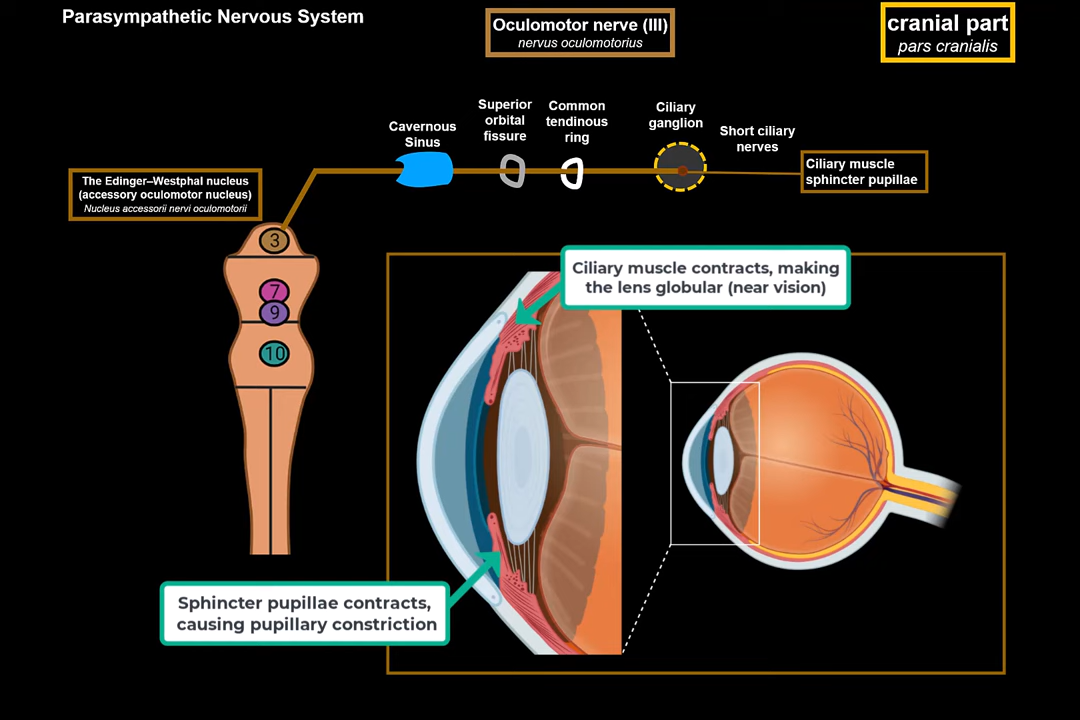 Parasympathetic Nervous System
Oculomotor nerve (III)
nervus oculomotorius
cranial part
pars cranialis
Cavernous
Sinus
Superior
orbital
fissure
Common
tendinous
ring
Ciliary
ganglion
Short ciliary
nerves
Ciliary muscle
sphincter pupillae
The Edinger–Westphal nucleus
(accessory oculomotor nucleus)
Nucleus accessorii nervi oculomotorii
3
7
9
10
Ciliary muscle contracts, making
the lens globular (near vision)
Sphincter pupillae contracts,
causing pupillary constriction